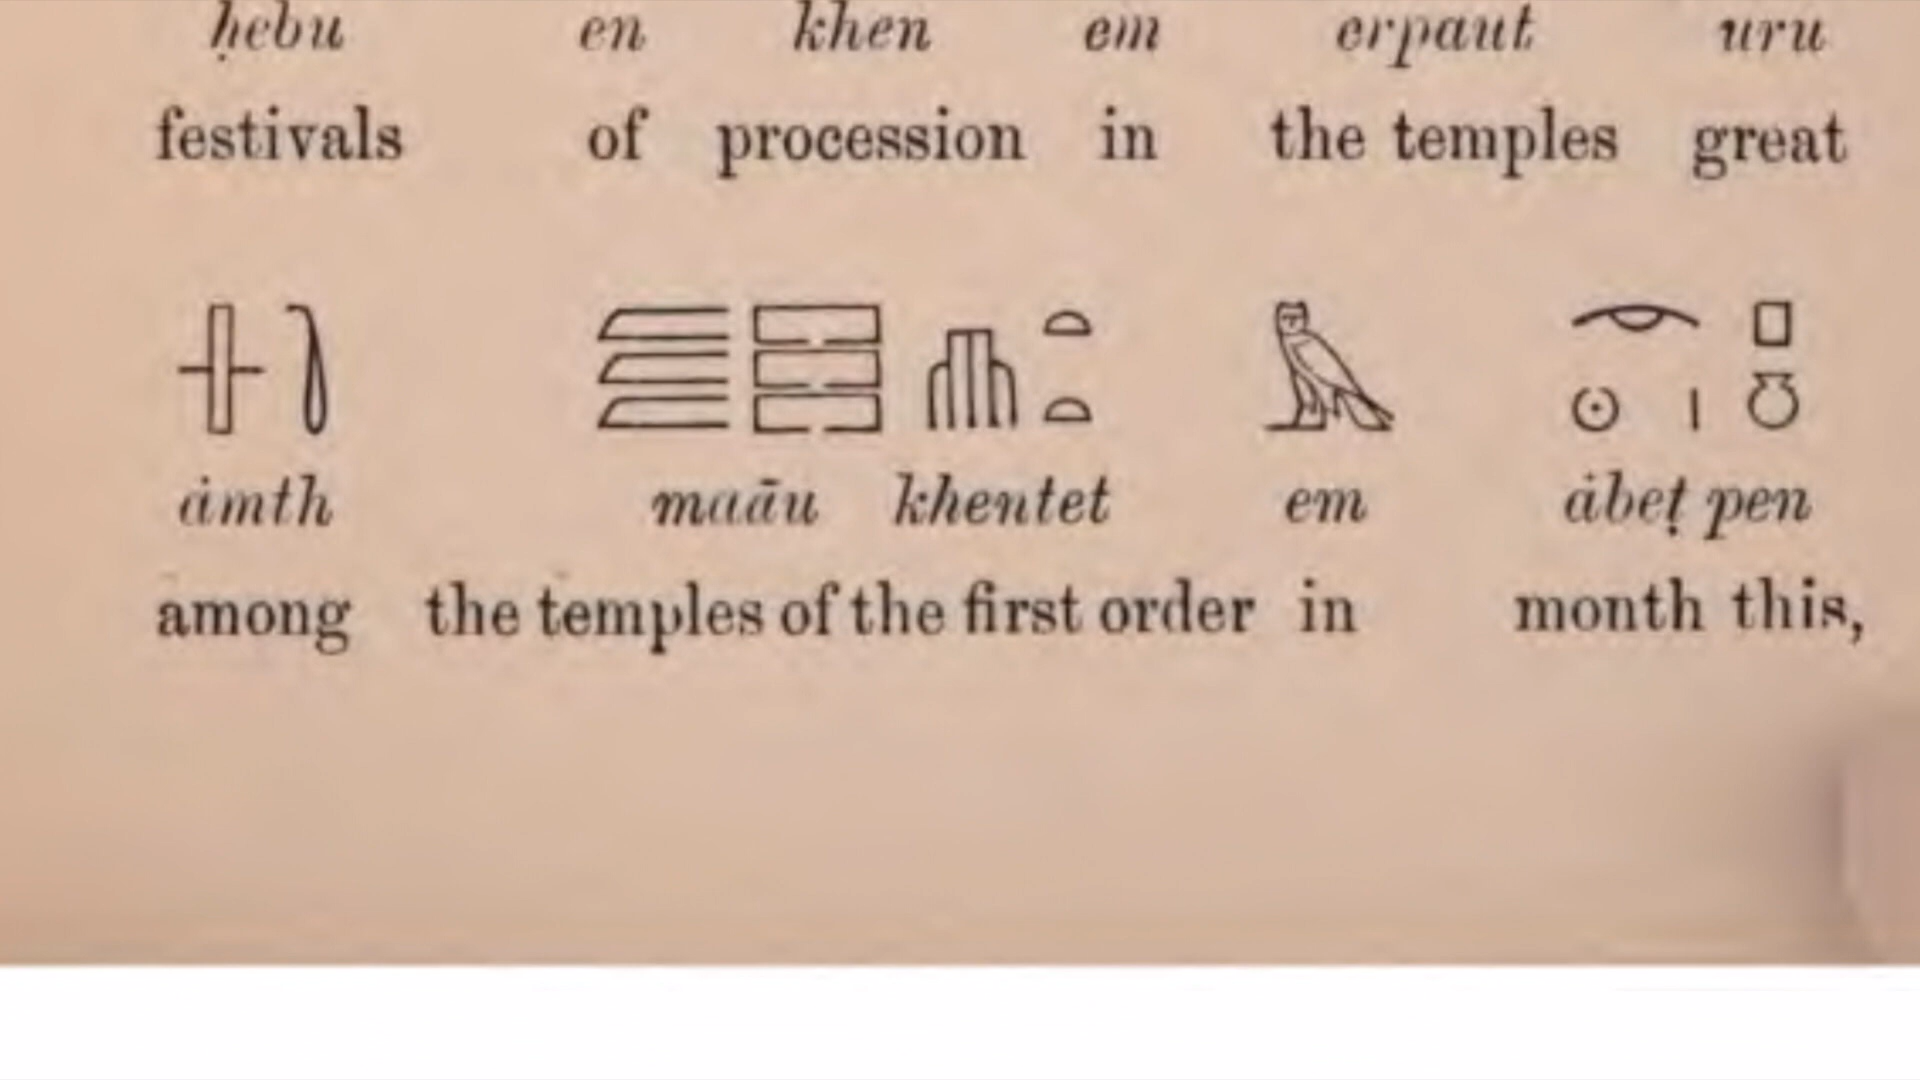 ḥebu en khen em erpaut uru
festivals of procession in the temples great
ȧmth maāu khentet em ȧbeṭ pen
among the temples of the first order in month this,